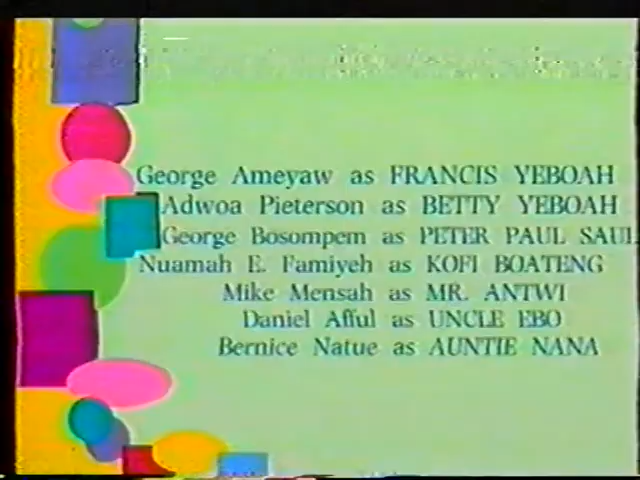 George Ameyaw as FRANCIS YEBOAH
Adwoa Pieterson as BETTY YEBOAH
George Bosompem as PETER PAUL SAUL
Nuamah E. Famiyeh as KOFI BOATENG
Mike Mensah as MR. ANTWI
Daniel Afful as UNCLE EBO
Bernice Natue as AUNTIE NANA